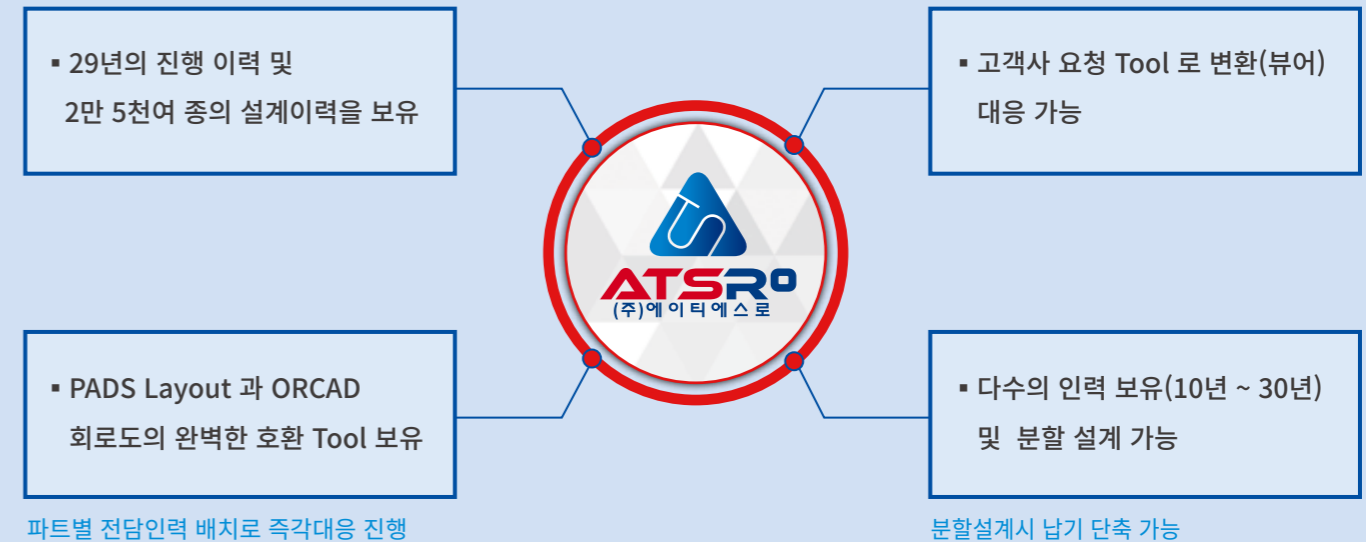 ▪ 29년의 진행 이력 및
2만 5천여 종의 설계이력을 보유
▪ 고객사 요청 Tool 로 변환(뷰어)
대응 가능
ATSRO
(주)에이티에스로
▪ PADS Layout 과 ORCAD
회로도의 완벽한 호환 Tool 보유
▪ 다수의 인력 보유(10년 ~ 30년)
및 분할 설계 가능
파트별 전담인력 배치로 즉각대응 진행
분할설계시 납기 단축 가능